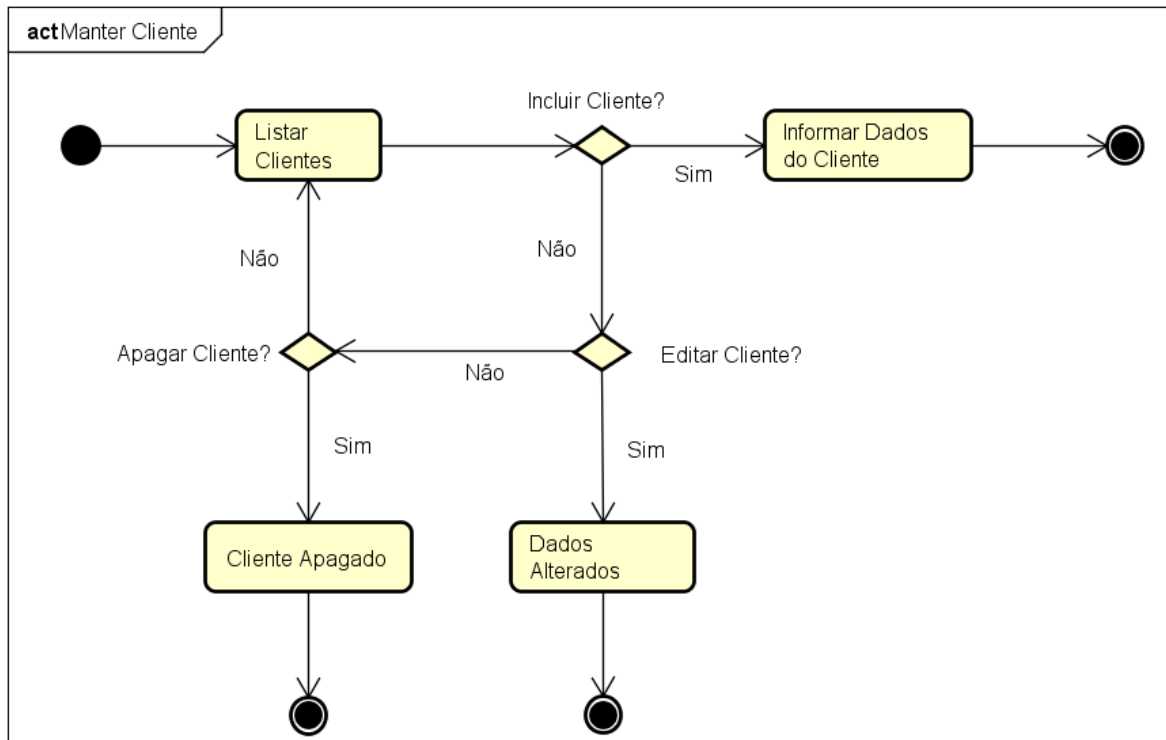 act Manter Cliente
Incluir Cliente?
Listar
Clientes
Informar Dados
do Cliente
Sim
Não
Não
Apagar Cliente?
Editar Cliente?
Não
Sim
Sim
Cliente Apagado
Dados
Alterados